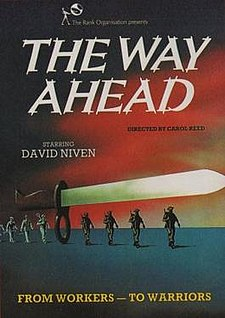 The Rank Organisation presents
THE WAY
AHEAD
DIRECTED BY CAROL REED
STARRING
DAVID NIVEN
FROM WORKERS — TO WARRIORS